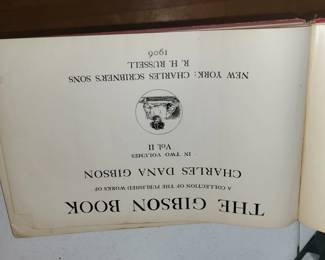 THE GIBSON BOOK
A COLLECTION OF THE PUBLISHED WORKS OF
CHARLES DANA GIBSON
IN TWO VOLUMES
Vol. II
NEW YORK: CHARLES SCRIBNER'S SONS
R. H. RUSSELL
1906